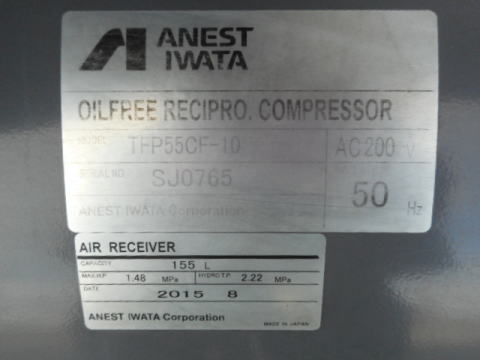 ANEST
IWATA
OILFREE RECIPRO. COMPRESSOR
MODEL TFP55CF-10 AC200 V
SERIAL NO. SJ0765 50 Hz
ANEST IWATA Corporation
AIR RECEIVER
CAPACITY 155 L
MAX.W.P. 1.48 MPa HYDRO T.P. 2.22 MPa
DATE 2015 8
ANEST IWATA Corporation
MADE IN JAPAN